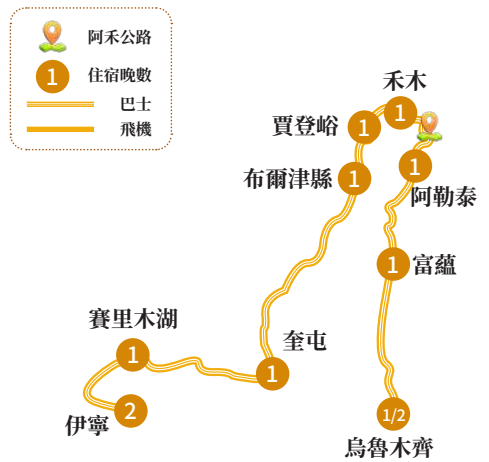 阿禾公路
1
住宿晚數
巴士
飛機
禾木
1
賈登峪
1
布爾津縣
1
1
阿勒泰
1
富蘊
賽里木湖
1
奎屯
1
伊寧
2
1/2
烏魯木齊